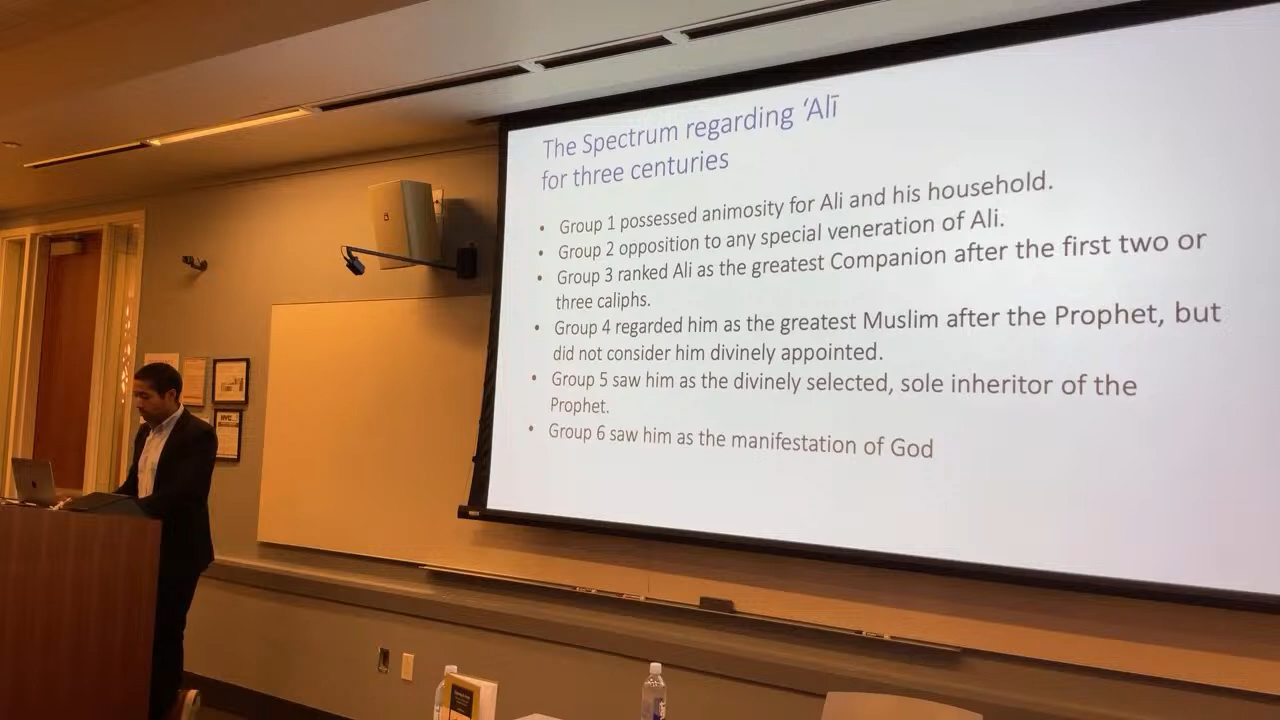 The Spectrum regarding ‘Alī
for three centuries
• Group 1 possessed animosity for Ali and his household.
• Group 2 opposition to any special veneration of Ali.
• Group 3 ranked Ali as the greatest Companion after the first two or
three caliphs.
• Group 4 regarded him as the greatest Muslim after the Prophet, but
did not consider him divinely appointed.
• Group 5 saw him as the divinely selected, sole inheritor of the
Prophet.
• Group 6 saw him as the manifestation of God
NYC